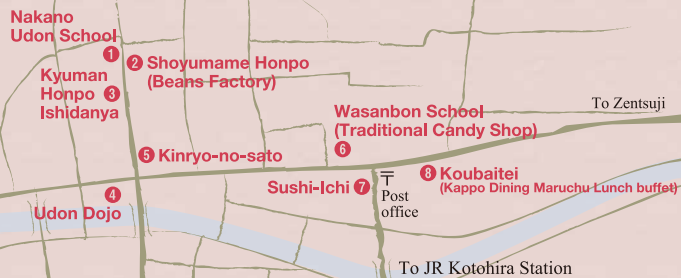 Nakano
Udon School
1
2 Shoyumame Honpo
(Beans Factory)
Kyuman
Honpo 3
Ishidanya
To Zentsuji
Wasanbon School
(Traditional Candy Shop)
6
5 Kinryo-no-sato
8 Koubaitei
(Kappo Dining Maruchu Lunch buffet)
Sushi-Ichi 7
〒
Post
office
4
Udon Dojo
To JR Kotohira Station